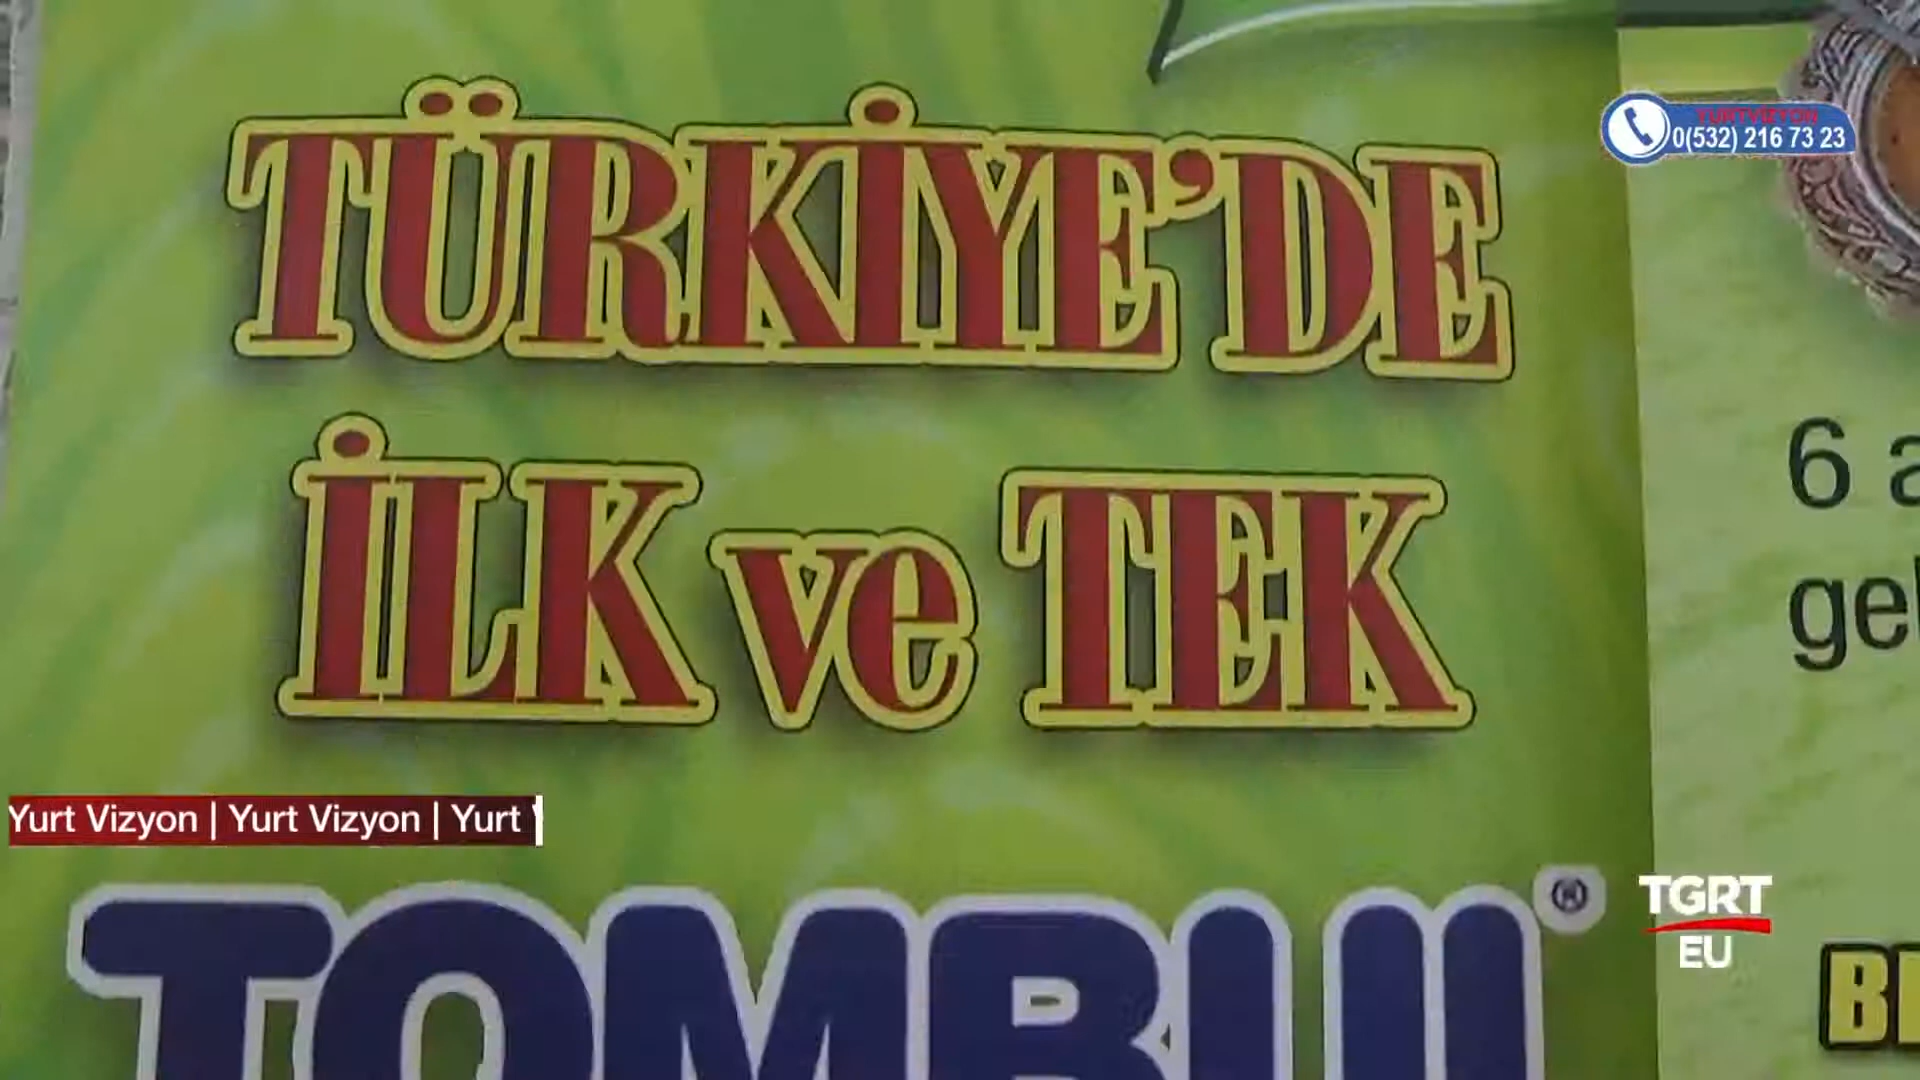 TÜRKİYE'DE
İLK ve TEK
YURTVİZYON
0(532) 216 73 23
6
Yurt Vizyon | Yurt Vizyon | Yurt
®
TGRT
EU